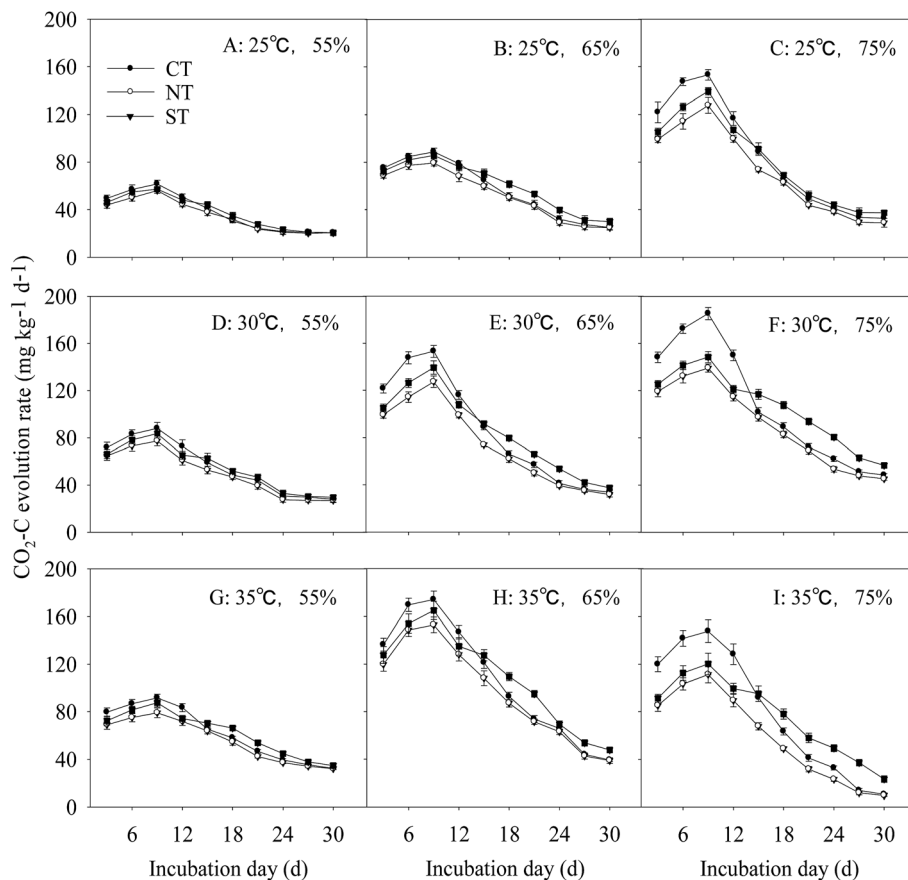 200
160
120
80
40
0
A: 25℃, 55%
CT
NT
ST
B: 25℃, 65%
C: 25℃, 75%
CO₂-C evolution rate (mg kg⁻¹ d-¹)
200
160
120
80
40
0
D: 30℃, 55%
E: 30℃, 65%
F: 30℃, 75%
200
160
120
80
40
0
G: 35℃, 55%
H: 35℃, 65%
I: 35℃, 75%
6 12 18 24 30
6 12 18 24 30
6 12 18 24 30
Incubation day (d)
Incubation day (d)
Incubation day (d)